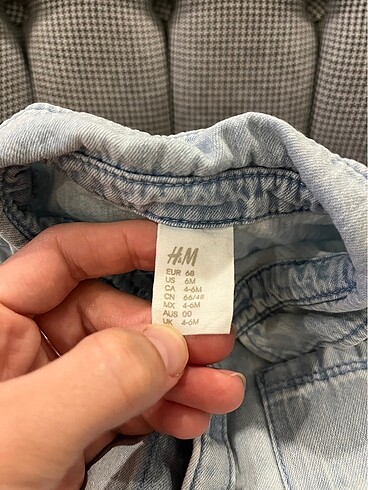 H&M
EUR 68
US 6M
CA 4-6M
CN 66/48
MX 4-6M
AUS 00
UK 4-6M